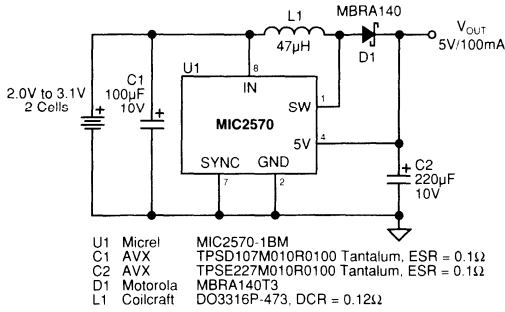 MBRA140
L1
47µH
D1
VOUT
5V/100mA
U1
8
IN
C1
100µF
10V
2.0V to 3.1V
2 Cells
+
+
SW
1
MIC2570
5V
4
SYNC
GND
7
2
+
C2
220µF
10V
U1 Micrel MIC2570-1BM
C1 AVX TPSD107M010R0100 Tantalum, ESR = 0.1Ω
C2 AVX TPSE227M010R0100 Tantalum, ESR = 0.1Ω
D1 Motorola MBRA140T3
L1 Coilcraft DO3316P-473, DCR = 0.12Ω